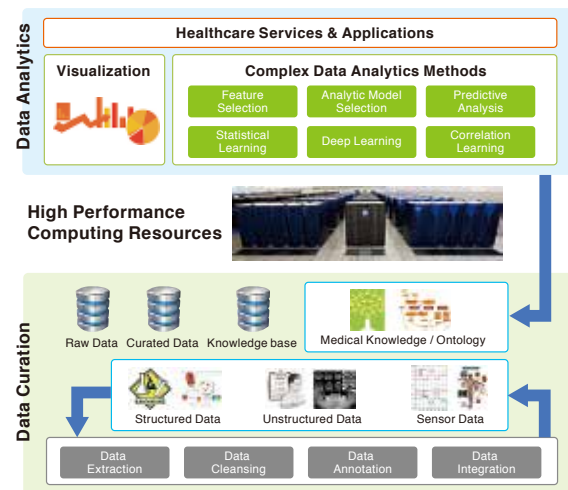 Data Analytics
Healthcare Services & Applications
Visualization
Complex Data Analytics Methods
Feature
Selection
Analytic Model
Selection
Predictive
Analysis
Statistical
Learning
Deep Learning
Correlation
Learning
High Performance
Computing Resources
Data Curation
Raw Data
Curated Data
Knowledge base
Medical Knowledge / Ontology
Structured Data
Unstructured Data
Sensor Data
Data
Extraction
Data
Cleansing
Data
Annotation
Data
Integration